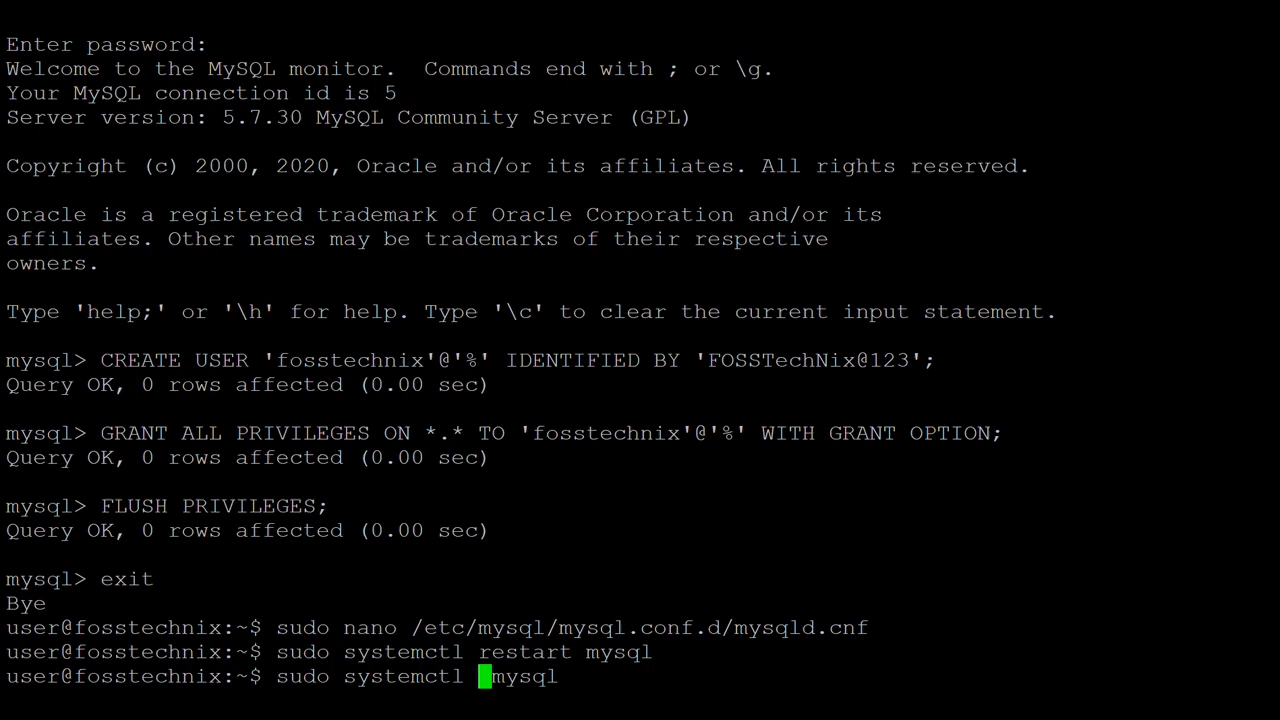 Enter password:
Welcome to the MySQL monitor.  Commands end with ; or \g.
Your MySQL connection id is 5
Server version: 5.7.30 MySQL Community Server (GPL)
Copyright (c) 2000, 2020, Oracle and/or its affiliates. All rights reserved.
Oracle is a registered trademark of Oracle Corporation and/or its
affiliates. Other names may be trademarks of their respective
owners.
Type 'help;' or '\h' for help. Type '\c' to clear the current input statement.
mysql> CREATE USER 'fosstechnix'@'%' IDENTIFIED BY 'FOSSTechNix@123';
Query OK, 0 rows affected (0.00 sec)
mysql> GRANT ALL PRIVILEGES ON *.* TO 'fosstechnix'@'%' WITH GRANT OPTION;
Query OK, 0 rows affected (0.00 sec)
mysql> FLUSH PRIVILEGES;
Query OK, 0 rows affected (0.00 sec)
mysql> exit
Bye
user@fosstechnix:~$ sudo nano /etc/mysql/mysql.conf.d/mysqld.cnf
user@fosstechnix:~$ sudo systemctl restart mysql
user@fosstechnix:~$ sudo systemctl  mysql